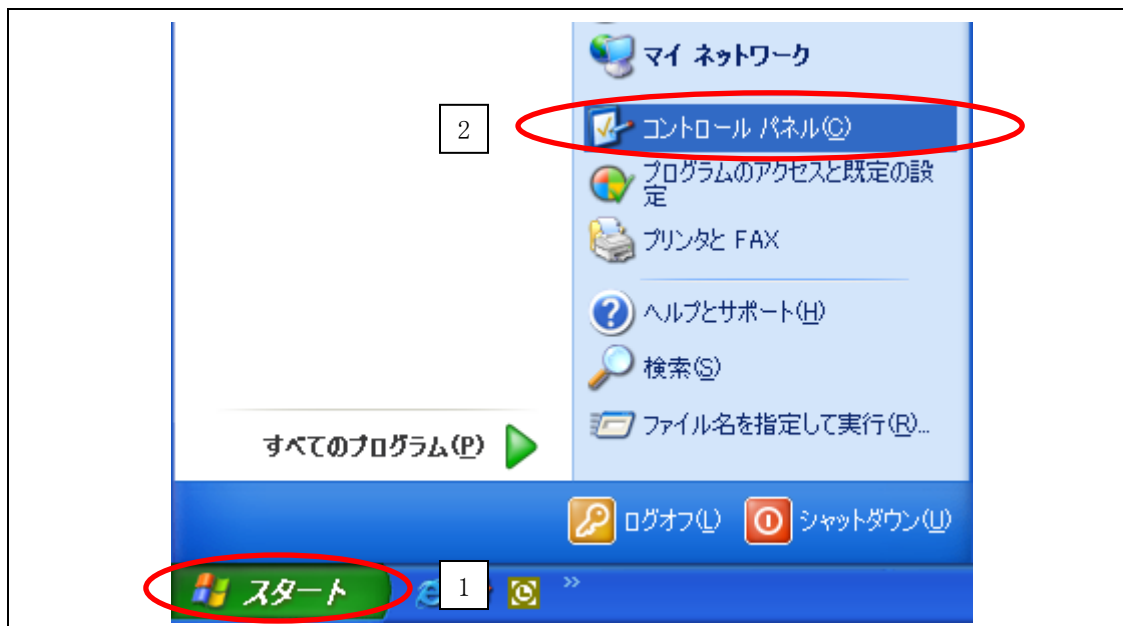 マイ ネットワーク
2
コントロール パネル(C)
プログラムのアクセスと既定の設
定
プリンタと FAX
ヘルプとサポート(H)
検索(S)
ファイル名を指定して実行(R)...
すべてのプログラム(P)
ログオフ(L)
シャットダウン(U)
スタート
1
»